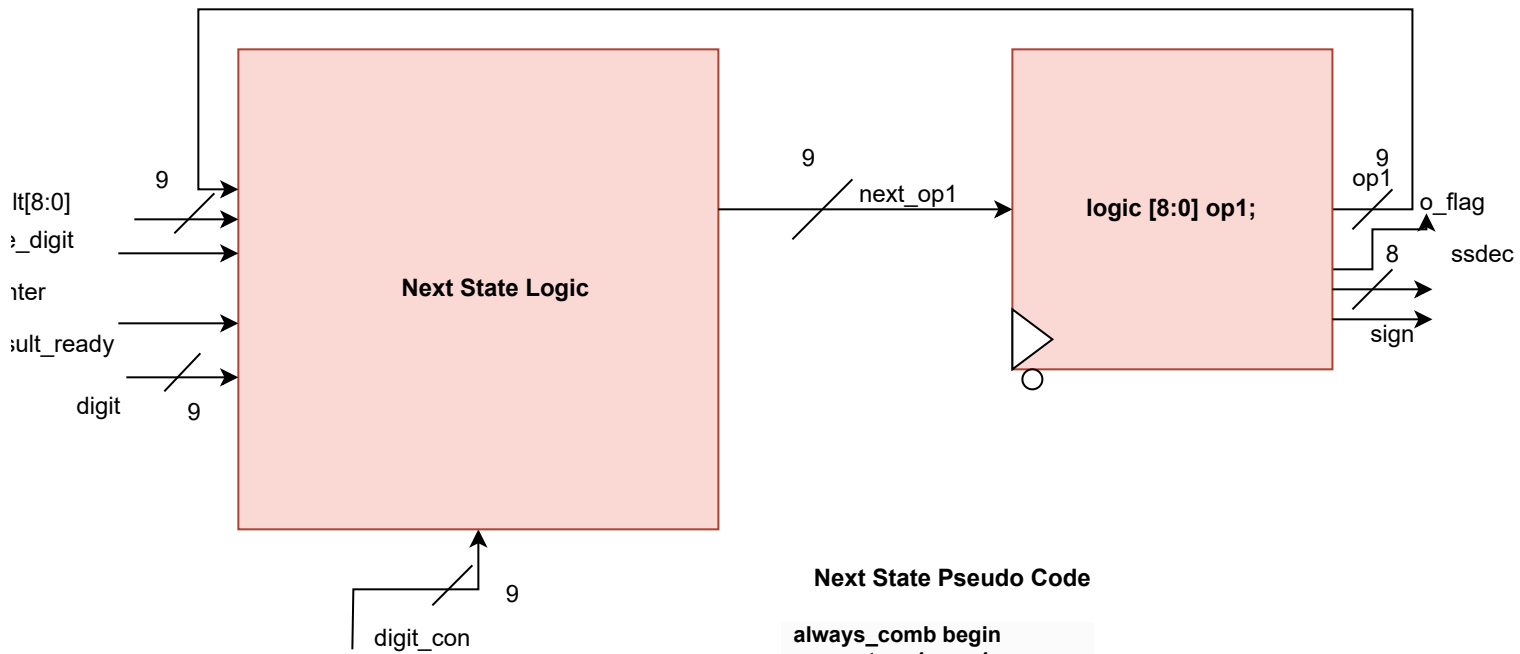 9
lt[8:0]
e_digit
nter
sult_ready
digit
9
Next State Logic
9
next_op1
logic [8:0] op1;
9
op1
o_flag
8
ssdec
sign
9
digit_con
Next State Pseudo Code
always_comb begin